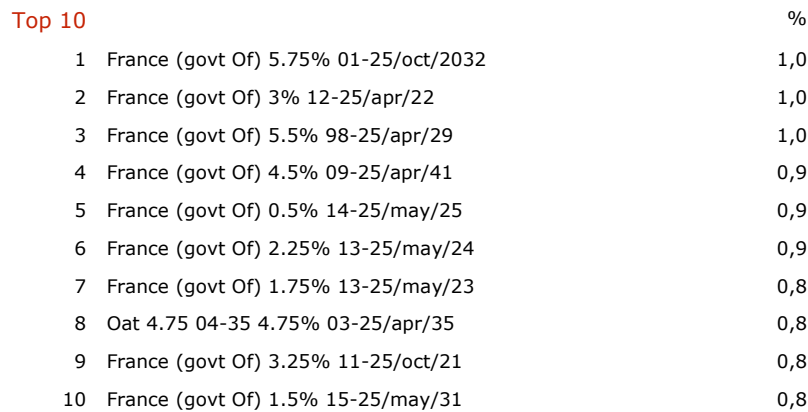 Top 10 %
1 France (govt Of) 5.75% 01-25/oct/2032 1,0
2 France (govt Of) 3% 12-25/apr/22 1,0
3 France (govt Of) 5.5% 98-25/apr/29 1,0
4 France (govt Of) 4.5% 09-25/apr/41 0,9
5 France (govt Of) 0.5% 14-25/may/25 0,9
6 France (govt Of) 2.25% 13-25/may/24 0,9
7 France (govt Of) 1.75% 13-25/may/23 0,8
8 Oat 4.75 04-35 4.75% 03-25/apr/35 0,8
9 France (govt Of) 3.25% 11-25/oct/21 0,8
10 France (govt Of) 1.5% 15-25/may/31 0,8